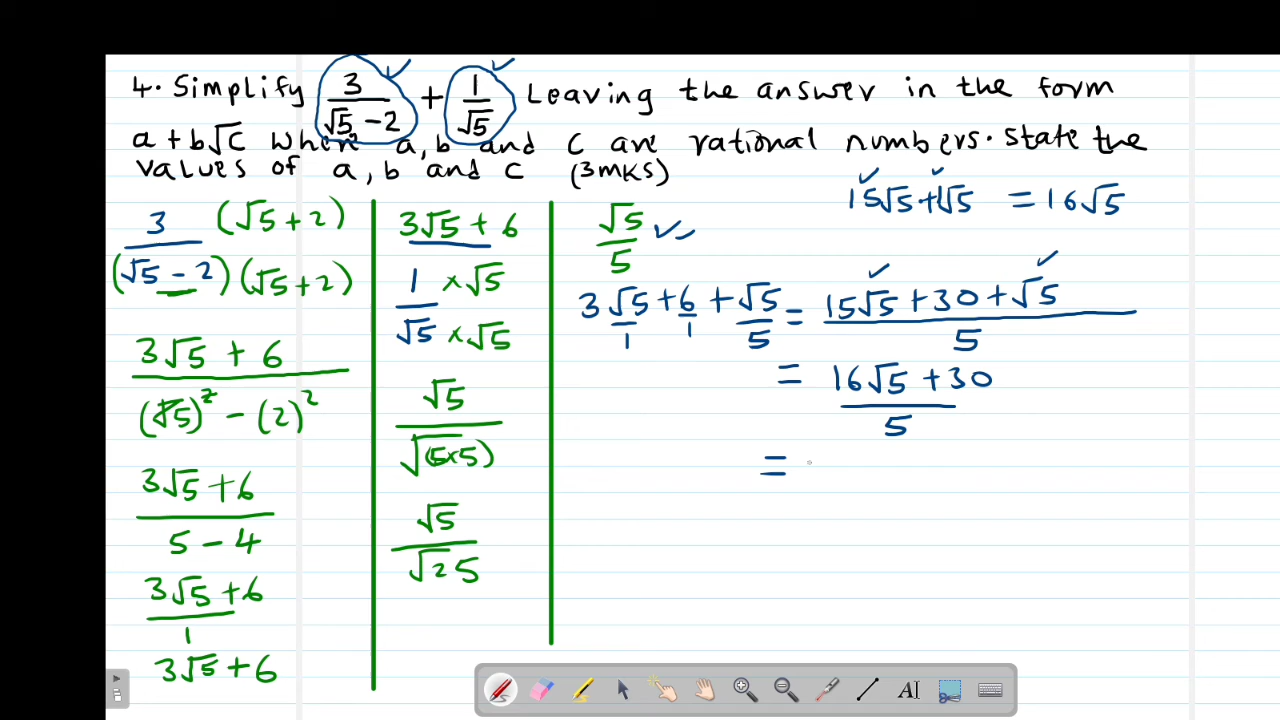 4. Simplify 3/(√5 − 2) + 1/√5 Leaving the answer in the form
a + b√c where a, b and c are rational numbers. State the
values of a, b and c (3mks)
3 (√5 + 2)
(√5 − 2) (√5 + 2)
3√5 + 6
(√5)² − (2)²
3√5 + 6
5 − 4
3√5 + 6
1
3√5 + 6
3√5 + 6
1 × √5
√5 × √5
√5
√(5×5)
√5
√25
15√5 + 1√5 = 16√5
√5
5
3√5/1 + 6/1 + √5/5 = (15√5 + 30 + √5)/5
= (16√5 + 30)/5
=
AI